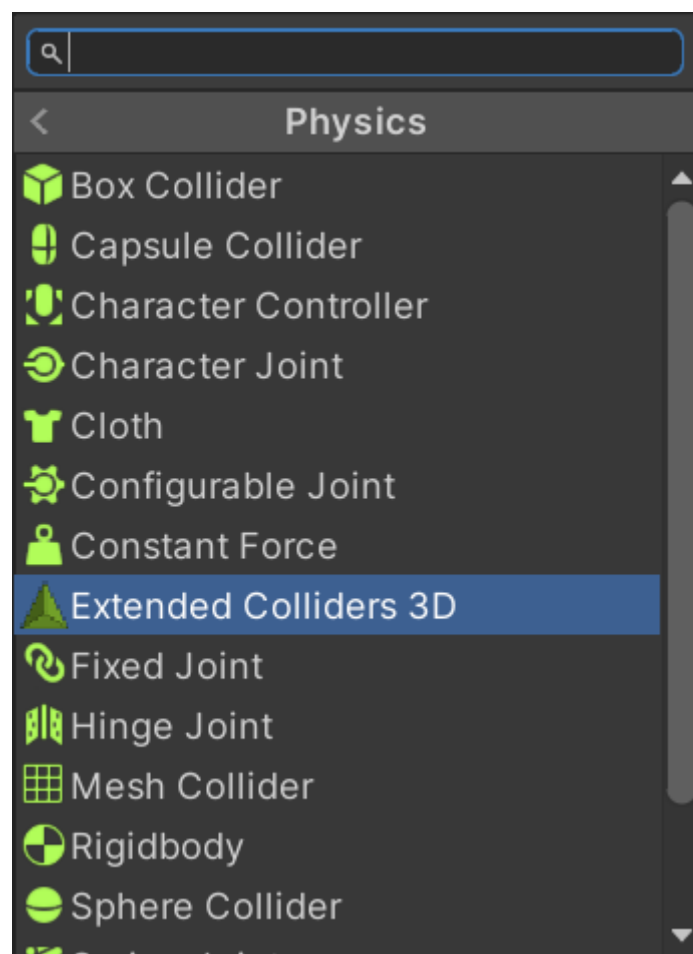 Physics
Box Collider
Capsule Collider
Character Controller
Character Joint
Cloth
Configurable Joint
Constant Force
Extended Colliders 3D
Fixed Joint
Hinge Joint
Mesh Collider
Rigidbody
Sphere Collider